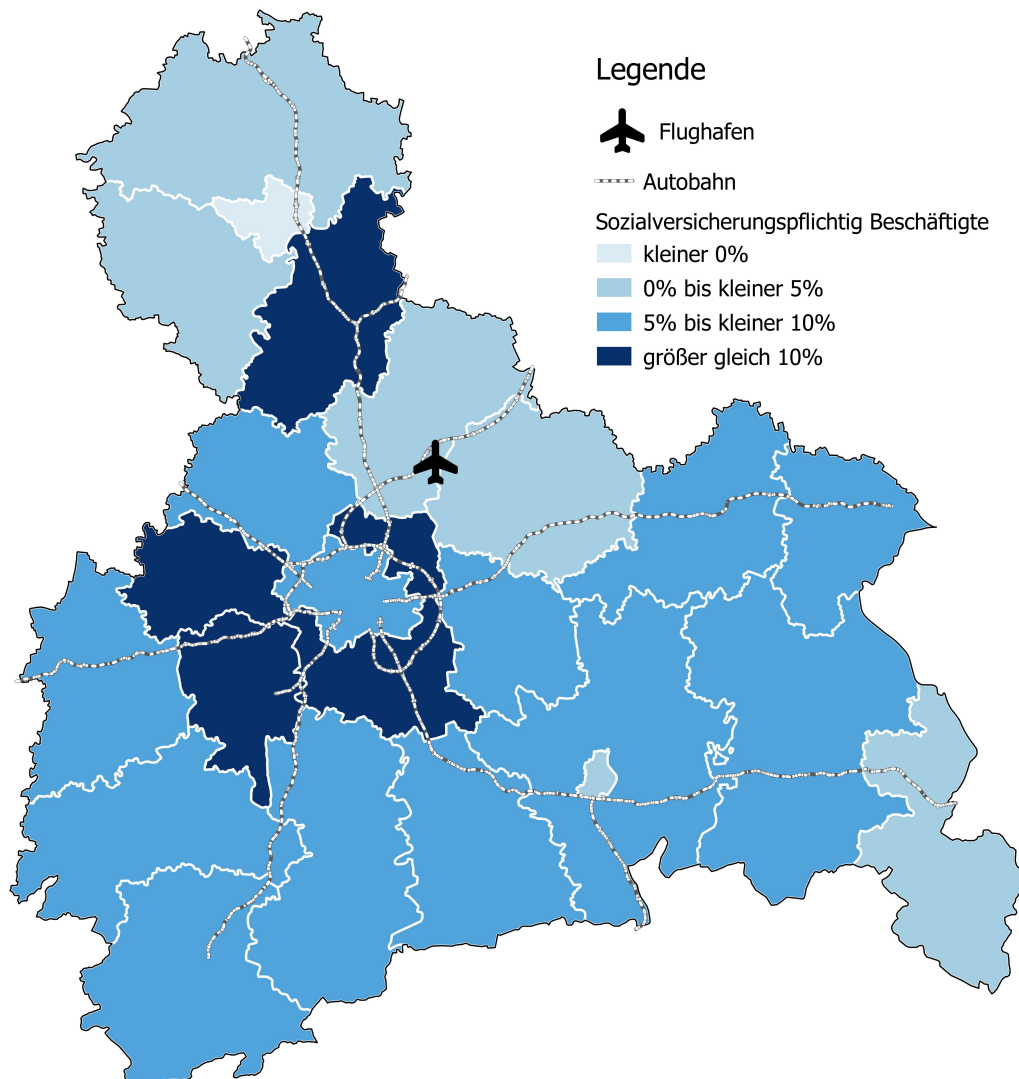 Legende
Flughafen
Autobahn
Sozialversicherungspflichtig Beschäftigte
kleiner 0%
0% bis kleiner 5%
5% bis kleiner 10%
größer gleich 10%